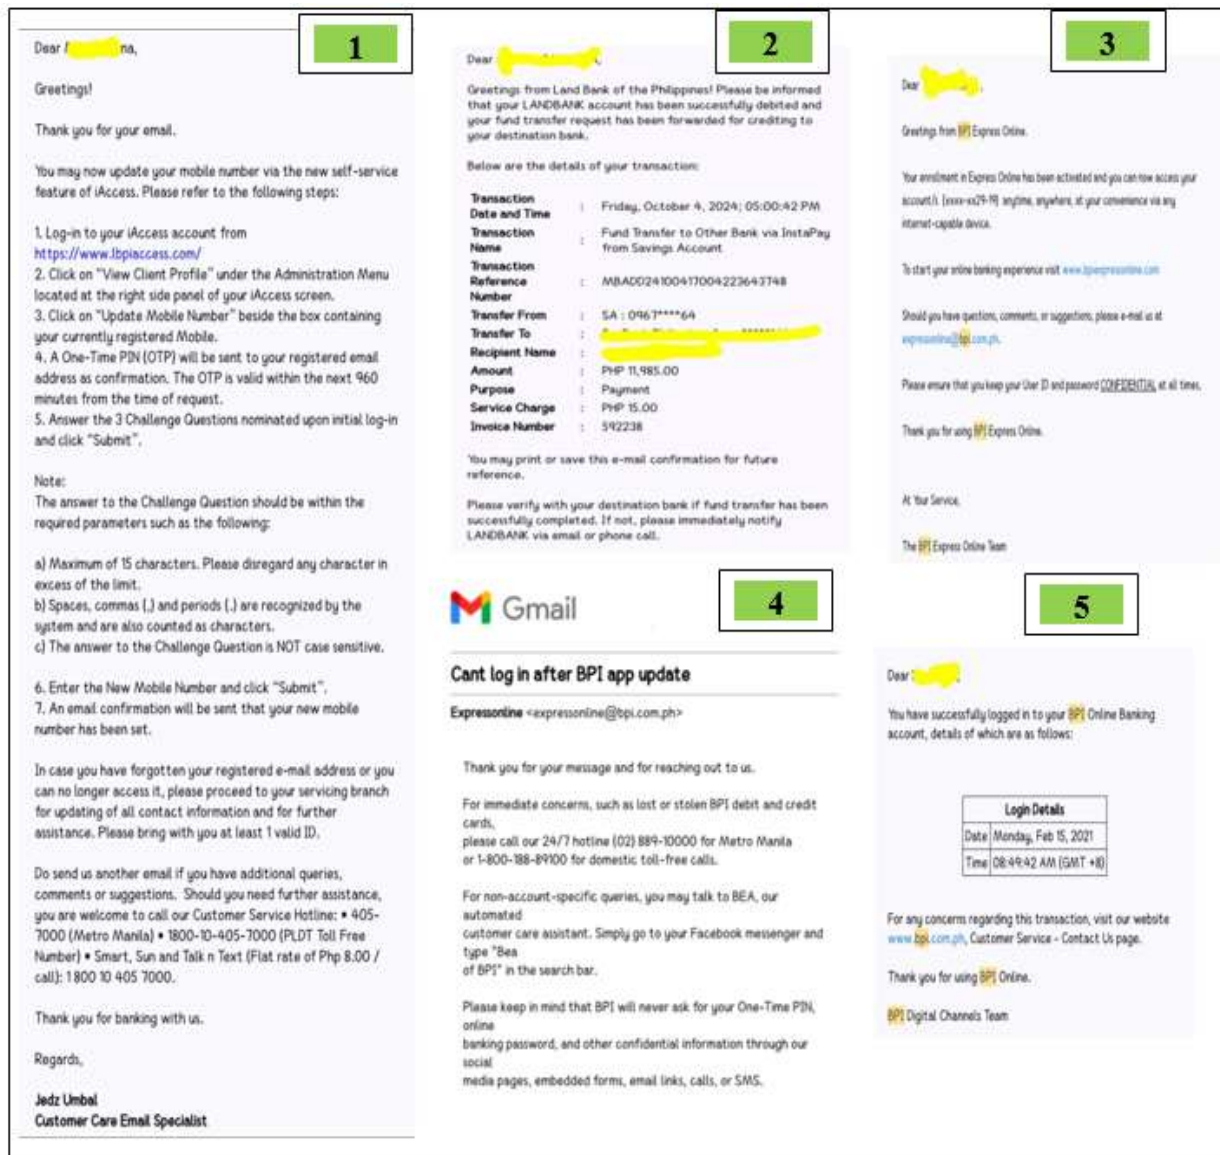 1
Dear
na,
Greetings!
Thank you for your email.
You may now update your mobile number via the new self-service
feature of iAccess. Please refer to the following steps:
1. Log-in to your iAccess account from
https://www.lbpiaccess.com/
2. Click on "View Client Profile" under the Administration Menu
located at the right side panel of your iAccess screen.
3. Click on "Update Mobile Number" beside the box containing
your currently registered Mobile.
4. A One-Time PIN (OTP) will be sent to your registered email
address as confirmation. The OTP is valid within the next 960
minutes from the time of request.
5. Answer the 3 Challenge Questions nominated upon initial log-in
and click "Submit".
Note:
The answer to the Challenge Question should be within the
required parameters such as the following:
a) Maximum of 15 characters. Please disregard any character in
excess of the limit.
b) Spaces, commas (,) and periods (.) are recognized by the
system and are also counted as characters.
c) The answer to the Challenge Question is NOT case sensitive.
6. Enter the New Mobile Number and click "Submit".
7. An email confirmation will be sent that your new mobile
number has been set.
In case you have forgotten your registered e-mail address or you
can no longer access it, please proceed to your servicing branch
for updating of all contact information and for further
assistance. Please bring with you at least 1 valid ID.
Do send us another email if you have additional queries,
comments or suggestions. Should you need further assistance,
you are welcome to call our Customer Service Hotline: • 405-
7000 (Metro Manila) • 1800-10-405-7000 (PLDT Toll Free
Number) • Smart, Sun and Talk n Text (Flat rate of Php 8.00 /
call): 1 800 10 405 7000.
Thank you for banking with us.
Regards,
Jedz Umbal
Customer Care Email Specialist
2
Dear
Greetings from Land Bank of the Philippines! Please be informed
that your LANDBANK account has been successfully debited and
your fund transfer request has been forwarded for crediting to
your destination bank.
Below are the details of your transaction:
Transaction Date and Time : Friday, October 4, 2024; 05:00:42 PM
Transaction Name : Fund Transfer to Other Bank via InstaPay from Savings Account
Transaction Reference Number : MBADD24100417004223643748
Transfer From : SA : 0967****64
Transfer To :
Recipient Name :
Amount : PHP 11,985.00
Purpose : Payment
Service Charge : PHP 15.00
Invoice Number : 592238
You may print or save this e-mail confirmation for future
reference.
Please verify with your destination bank if fund transfer has been
successfully completed. If not, please immediately notify
LANDBANK via email or phone call.
3
Dear
Greetings from BPI Express Online.
Your enrollment in Express Online has been activated and you can now access your
account/s [xxxx-xx29-19] anytime, anywhere, at your convenience via any
internet-capable device.
To start your online banking experience visit www.bpiexpressonline.com
Should you have questions, comments, or suggestions, please e-mail us at
expressonline@bpi.com.ph.
Please ensure that you keep your User ID and password CONFIDENTIAL at all times.
Thank you for using BPI Express Online.
At Your Service,
The BPI Express Online Team
4
Gmail
Cant log in after BPI app update
Expressonline <expressonline@bpi.com.ph>
Thank you for your message and for reaching out to us.
For immediate concerns, such as lost or stolen BPI debit and credit
cards,
please call our 24/7 hotline (02) 889-10000 for Metro Manila
or 1-800-188-89100 for domestic toll-free calls.
For non-account-specific queries, you may talk to BEA, our
automated
customer care assistant. Simply go to your Facebook messenger and
type "Bea
of BPI" in the search bar.
Please keep in mind that BPI will never ask for your One-Time PIN,
online
banking password, and other confidential information through our
social
media pages, embedded forms, email links, calls, or SMS.
5
Dear
You have successfully logged in to your BPI Online Banking
account, details of which are as follows:
Login Details
Date Monday, Feb 15, 2021
Time 08:49:42 AM (GMT +8)
For any concerns regarding this transaction, visit our website
www.bpi.com.ph, Customer Service - Contact Us page.
Thank you for using BPI Online.
BPI Digital Channels Team